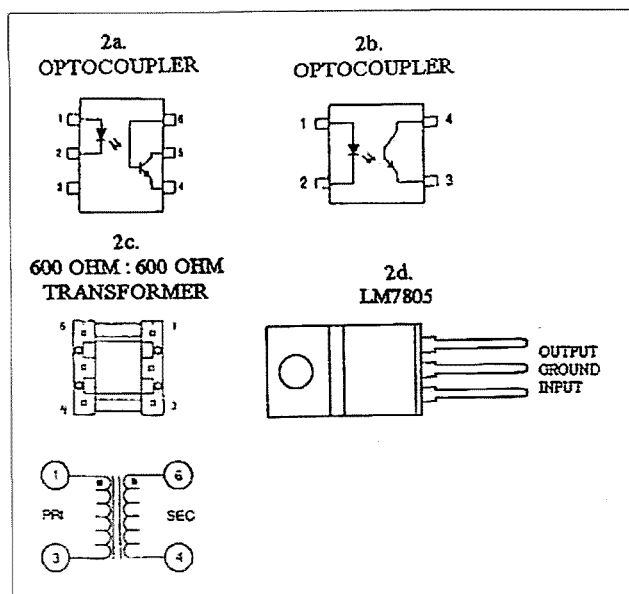 2a.
OPTOCOUPLER
1
2
3
6
5
4
2b.
OPTOCOUPLER
1
2
4
3
2c.
600 OHM : 600 OHM
TRANSFORMER
6
4
1
3
2d.
LM7805
OUTPUT
GROUND
INPUT
1
PRI
3
6
SEC
4